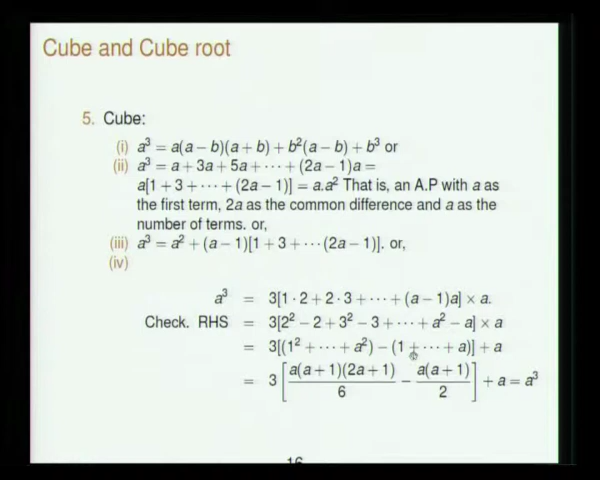 Cube and Cube root
5. Cube:
(i) a³ = a(a − b)(a + b) + b²(a − b) + b³ or
(ii) a³ = a + 3a + 5a + ··· + (2a − 1)a =
a[1 + 3 + ··· + (2a − 1)] = a.a² That is, an A.P with a as
the first term, 2a as the common difference and a as the
number of terms. or,
(iii) a³ = a² + (a − 1)[1 + 3 + ···(2a − 1)]. or,
(iv)
a³ = 3[1 · 2 + 2 · 3 + ··· + (a − 1)a] × a.
Check. RHS = 3[2² − 2 + 3² − 3 + ··· + a² − a] × a
= 3[(1² + ··· + a²) − (1 + ··· + a)] + a
= 3 [ a(a + 1)(2a + 1) / 6 − a(a + 1) / 2 ] + a = a³
16